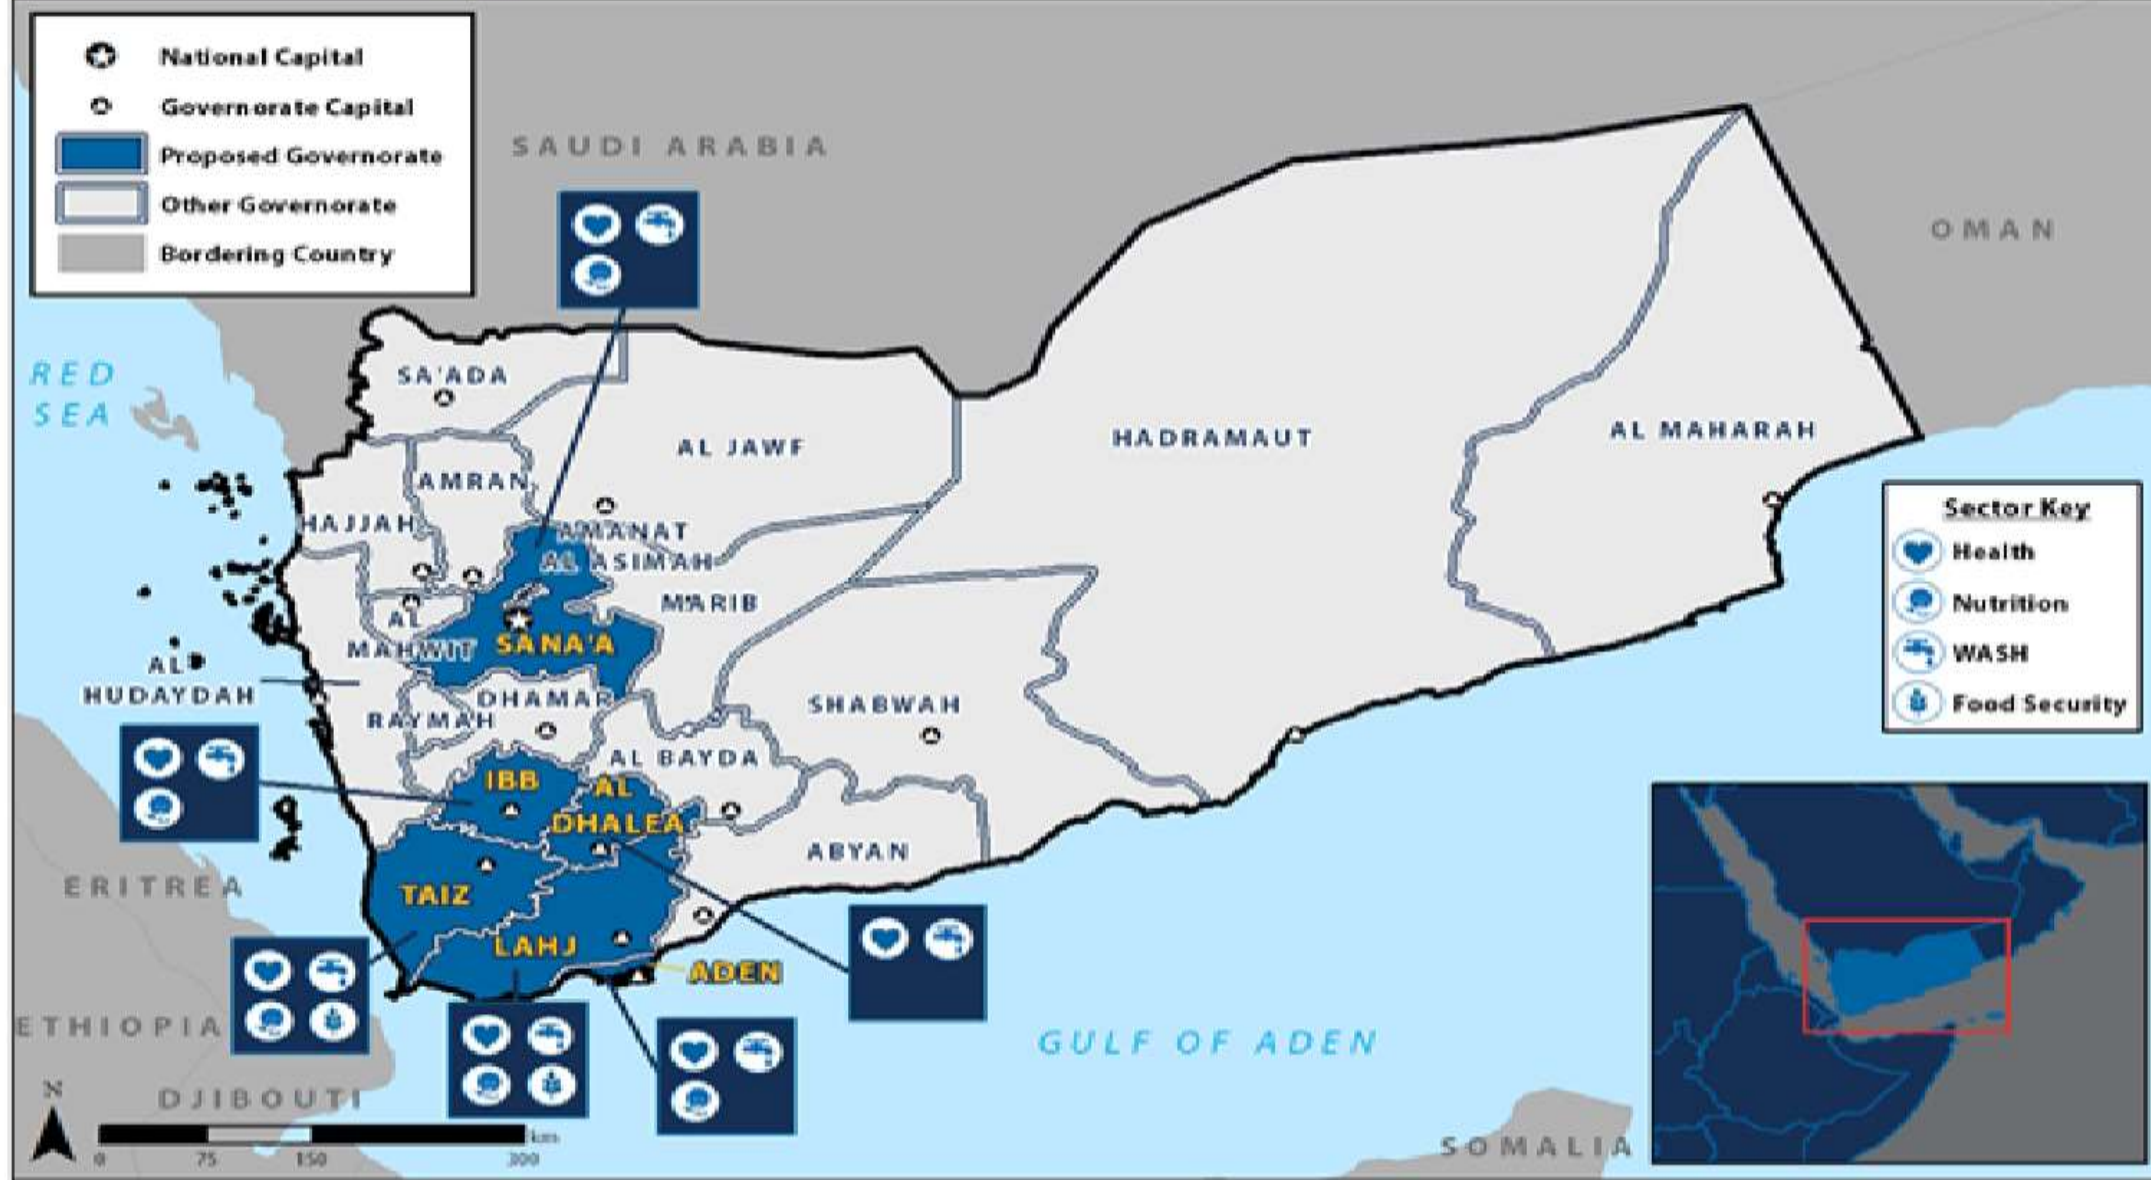 National Capital
Governorate Capital
Proposed Governorate
Other Governorate
Bordering Country
SAUDI ARABIA
OMAN
RED
SEA
SA'ADA
AL JAWF
HADRAMAUT
AL MAHARAH
AMRAN
HAJJAH
AMANAT
AL ASIMAH
MARIB
AL
MAHWIT
SANA'A
AL
HUDAYDAH
DHAMAR
RAYMAH
SHABWAH
AL BAYDA
IBB
AL
DHALEA
ABYAN
TAIZ
LAHJ
ADEN
ERITREA
ETHIOPIA
DJIBOUTI
GULF OF ADEN
SOMALIA
Sector Key
Health
Nutrition
WASH
Food Security
N
km
0 75 150 300